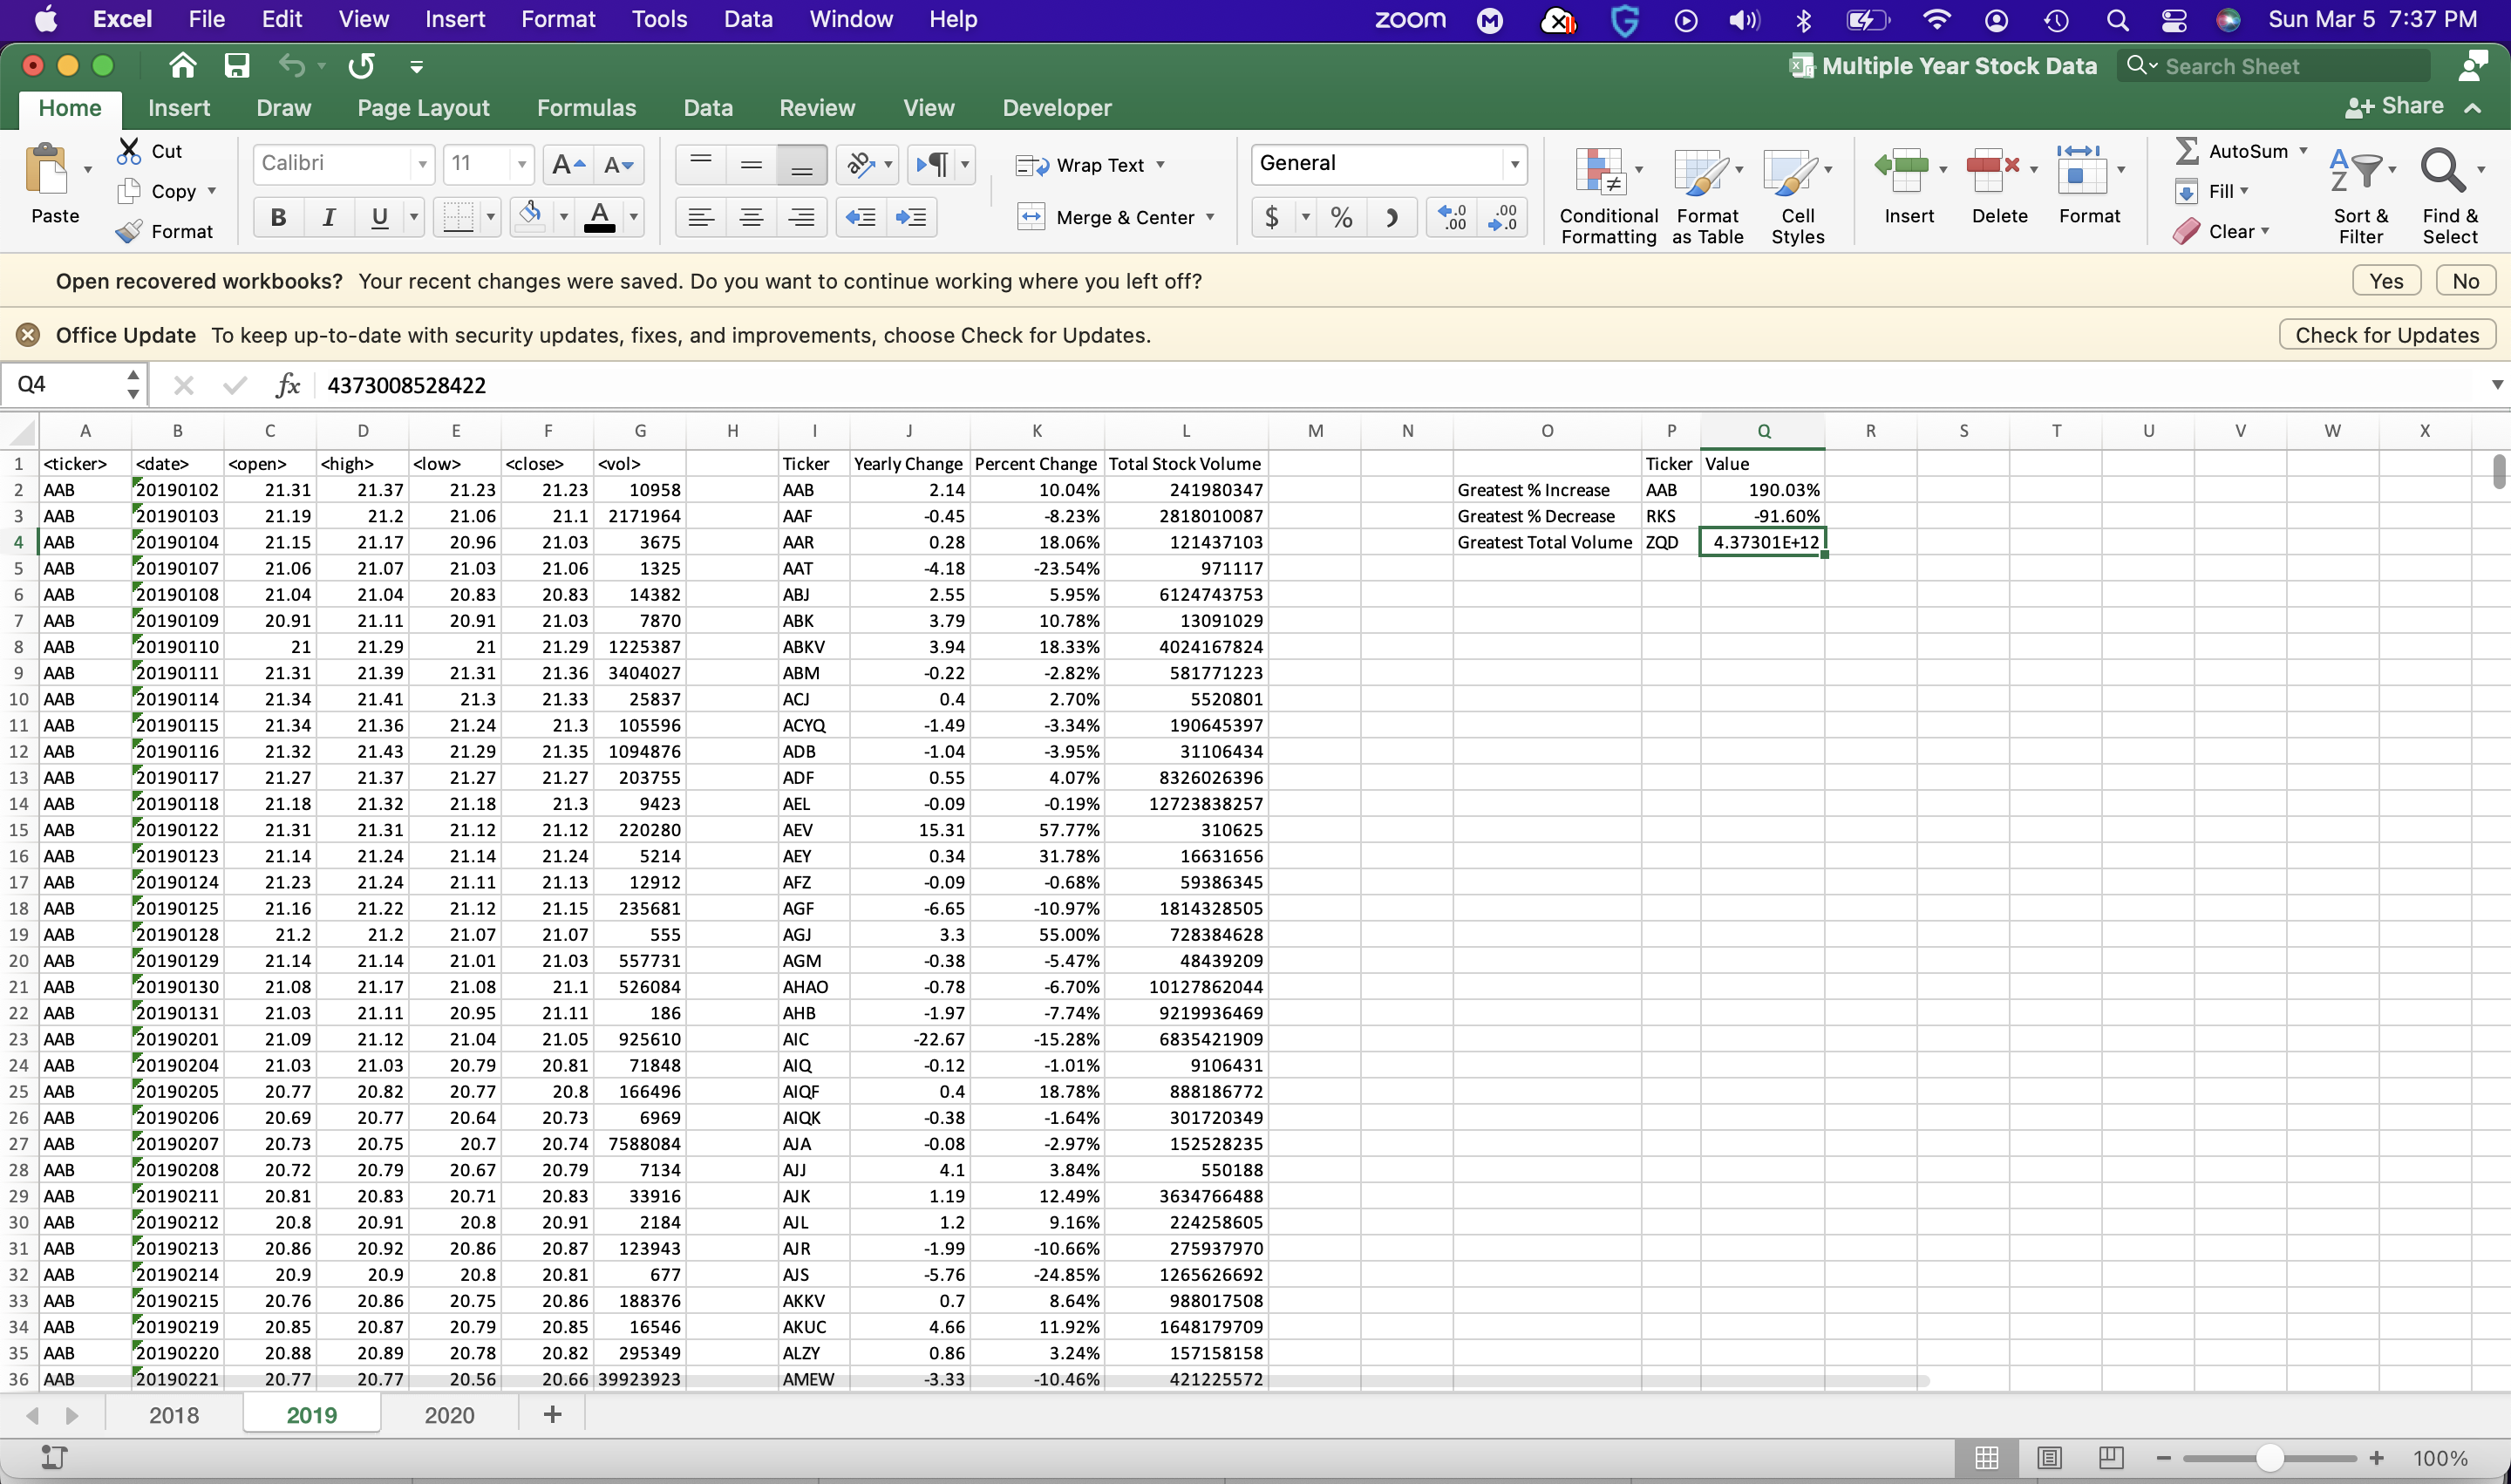 Excel File Edit View Insert Format Tools Data Window Help zoom Sun Mar 5 7:37 PM
Multiple Year Stock Data Search Sheet
Home Insert Draw Page Layout Formulas Data Review View Developer Share
Paste Cut Copy Format Calibri 11 B I U A Wrap Text Merge & Center General $ % Conditional Formatting Format as Table Cell Styles Insert Delete Format AutoSum Fill Clear Sort & Filter Find & Select
Open recovered workbooks? Your recent changes were saved. Do you want to continue working where you left off? Yes No
Office Update To keep up-to-date with security updates, fixes, and improvements, choose Check for Updates. Check for Updates
Q4 fx 4373008528422
A B C D E F G H I J K L M N O P Q R S T U V W X
1 <ticker> <date> <open> <high> <low> <close> <vol> Ticker Yearly Change Percent Change Total Stock Volume Ticker Value
2 AAB 20190102 21.31 21.37 21.23 21.23 10958 AAB 2.14 10.04% 241980347 Greatest % Increase AAB 190.03%
3 AAB 20190103 21.19 21.2 21.06 21.1 2171964 AAF -0.45 -8.23% 2818010087 Greatest % Decrease RKS -91.60%
4 AAB 20190104 21.15 21.17 20.96 21.03 3675 AAR 0.28 18.06% 121437103 Greatest Total Volume ZQD 4.37301E+12
5 AAB 20190107 21.06 21.07 21.03 21.06 1325 AAT -4.18 -23.54% 971117
6 AAB 20190108 21.04 21.04 20.83 20.83 14382 ABJ 2.55 5.95% 6124743753
7 AAB 20190109 20.91 21.11 20.91 21.03 7870 ABK 3.79 10.78% 13091029
8 AAB 20190110 21 21.29 21 21.29 1225387 ABKV 3.94 18.33% 4024167824
9 AAB 20190111 21.31 21.39 21.31 21.36 3404027 ABM -0.22 -2.82% 581771223
10 AAB 20190114 21.34 21.41 21.3 21.33 25837 ACJ 0.4 2.70% 5520801
11 AAB 20190115 21.34 21.36 21.24 21.3 105596 ACYQ -1.49 -3.34% 190645397
12 AAB 20190116 21.32 21.43 21.29 21.35 1094876 ADB -1.04 -3.95% 31106434
13 AAB 20190117 21.27 21.37 21.27 21.27 203755 ADF 0.55 4.07% 8326026396
14 AAB 20190118 21.18 21.32 21.18 21.3 9423 AEL -0.09 -0.19% 12723838257
15 AAB 20190122 21.31 21.31 21.12 21.12 220280 AEV 15.31 57.77% 310625
16 AAB 20190123 21.14 21.24 21.14 21.24 5214 AEY 0.34 31.78% 16631656
17 AAB 20190124 21.23 21.24 21.11 21.13 12912 AFZ -0.09 -0.68% 59386345
18 AAB 20190125 21.16 21.22 21.12 21.15 235681 AGF -6.65 -10.97% 1814328505
19 AAB 20190128 21.2 21.2 21.07 21.07 555 AGJ 3.3 55.00% 728384628
20 AAB 20190129 21.14 21.14 21.01 21.03 557731 AGM -0.38 -5.47% 48439209
21 AAB 20190130 21.08 21.17 21.08 21.1 526084 AHAO -0.78 -6.70% 10127862044
22 AAB 20190131 21.03 21.11 20.95 21.11 186 AHB -1.97 -7.74% 9219936469
23 AAB 20190201 21.09 21.12 21.04 21.05 925610 AIC -22.67 -15.28% 6835421909
24 AAB 20190204 21.03 21.03 20.79 20.81 71848 AIQ -0.12 -1.01% 9106431
25 AAB 20190205 20.77 20.82 20.77 20.8 166496 AIQF 0.4 18.78% 888186772
26 AAB 20190206 20.69 20.77 20.64 20.73 6969 AIQK -0.38 -1.64% 301720349
27 AAB 20190207 20.73 20.75 20.7 20.74 7588084 AJA -0.08 -2.97% 152528235
28 AAB 20190208 20.72 20.79 20.67 20.79 7134 AJJ 4.1 3.84% 550188
29 AAB 20190211 20.81 20.83 20.71 20.83 33916 AJK 1.19 12.49% 3634766488
30 AAB 20190212 20.8 20.91 20.8 20.91 2184 AJL 1.2 9.16% 224258605
31 AAB 20190213 20.86 20.92 20.86 20.87 123943 AJR -1.99 -10.66% 275937970
32 AAB 20190214 20.9 20.9 20.8 20.81 677 AJS -5.76 -24.85% 1265626692
33 AAB 20190215 20.76 20.86 20.75 20.86 188376 AKKV 0.7 8.64% 988017508
34 AAB 20190219 20.85 20.87 20.79 20.85 16546 AKUC 4.66 11.92% 1648179709
35 AAB 20190220 20.88 20.89 20.78 20.82 295349 ALZY 0.86 3.24% 157158158
36 AAB 20190221 20.77 20.77 20.56 20.66 39923923 AMEW -3.33 -10.46% 421225572
2018 2019 2020 +
100%